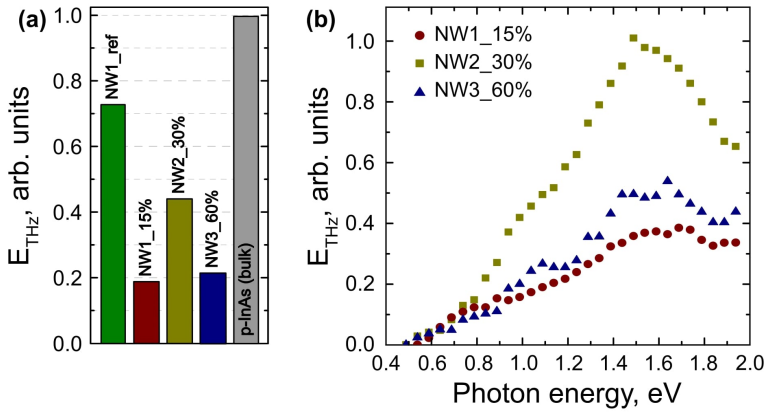 (a)
E_THz, arb. units
1.0
0.8
0.6
0.4
0.2
0.0
NW1_ref
NW1_15%
NW2_30%
NW3_60%
p-InAs (bulk)
(b)
E_THz, arb. units
1.0
0.8
0.6
0.4
0.2
0.0
NW1_15%
NW2_30%
NW3_60%
0.4 0.6 0.8 1.0 1.2 1.4 1.6 1.8 2.0
Photon energy, eV